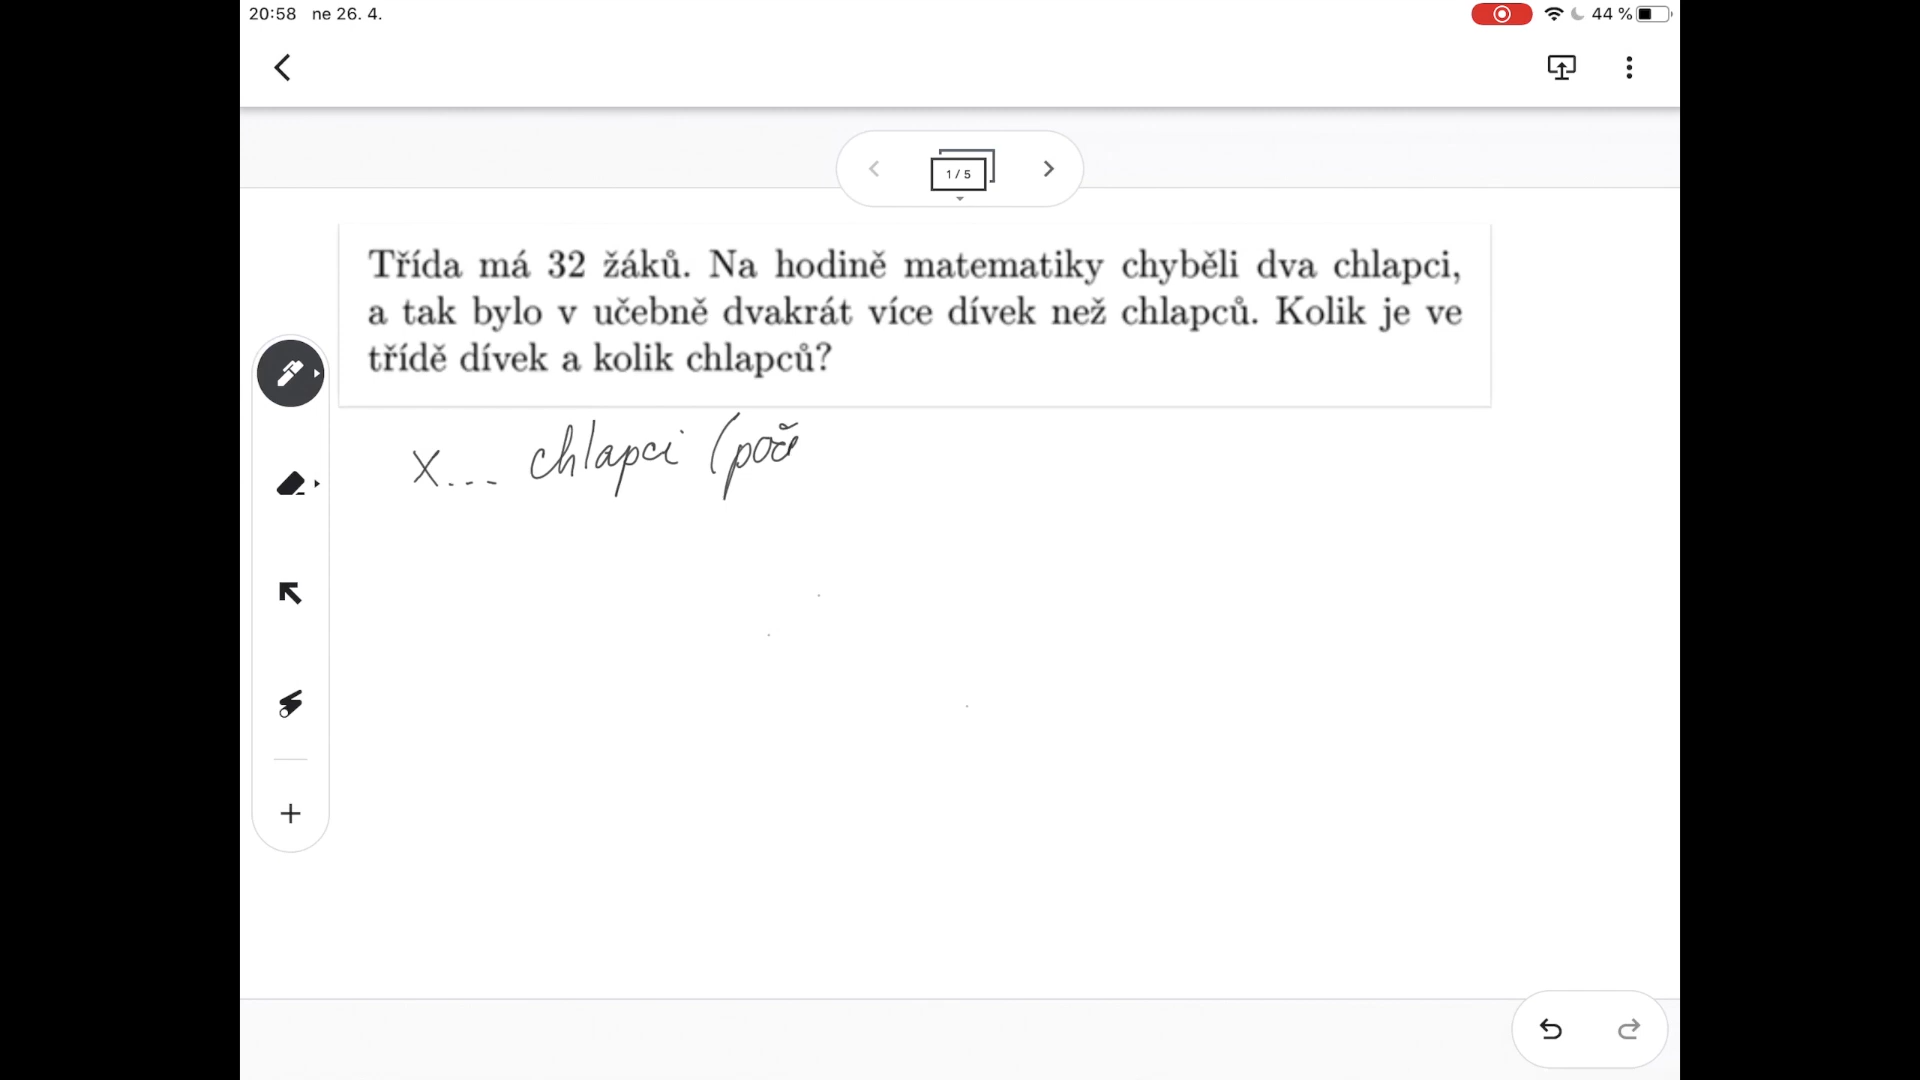 20:58 ne 26. 4. 44 %
1 / 5
Třída má 32 žáků. Na hodině matematiky chyběli dva chlapci,
a tak bylo v učebně dvakrát více dívek než chlapců. Kolik je ve
třídě dívek a kolik chlapců?
x... chlapci (poč